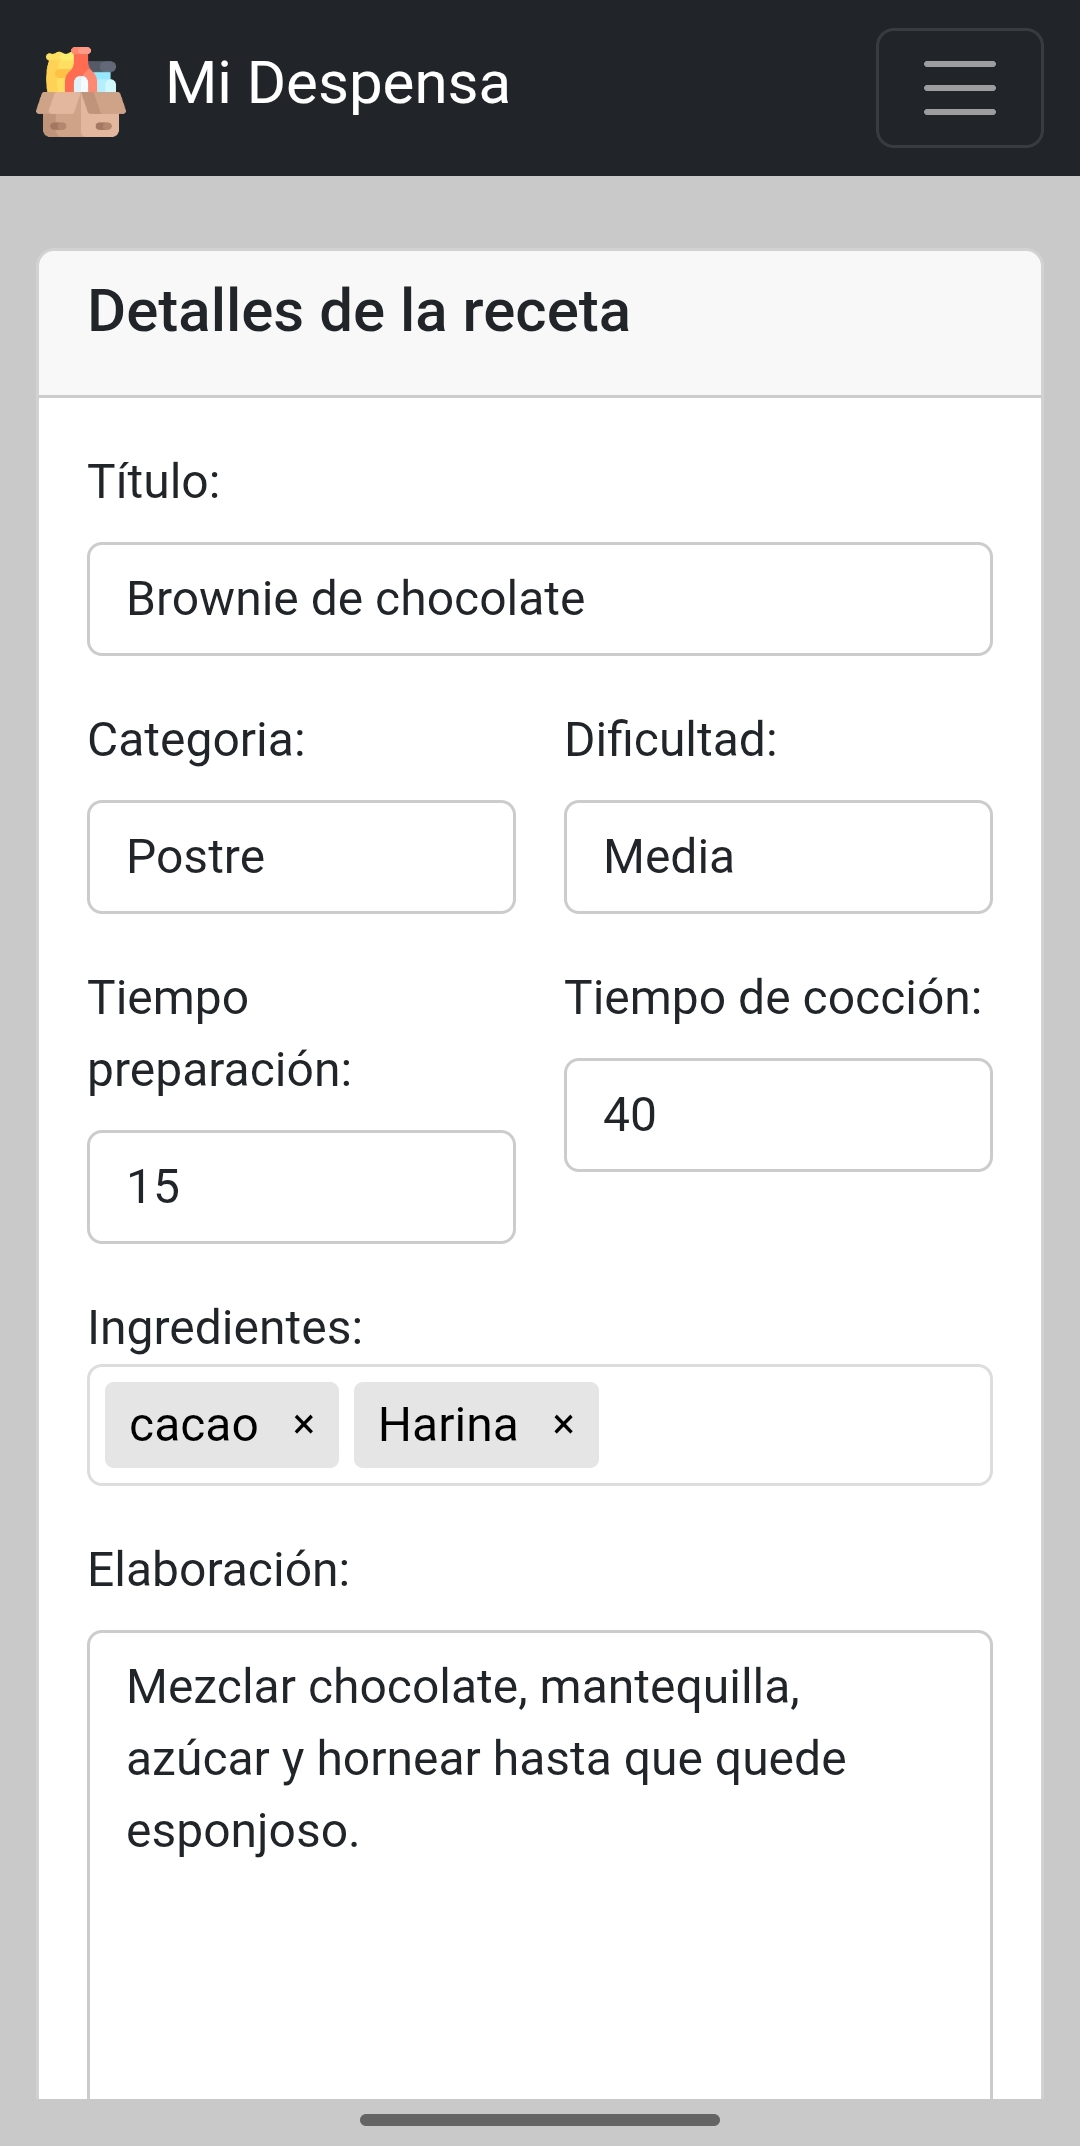 Mi Despensa
Detalles de la receta
Título:
Brownie de chocolate
Categoria:
Dificultad:
Postre
Media
Tiempo
preparación:
Tiempo de cocción:
15
40
Ingredientes:
cacao × Harina ×
Elaboración:
Mezclar chocolate, mantequilla,
azúcar y hornear hasta que quede
esponjoso.